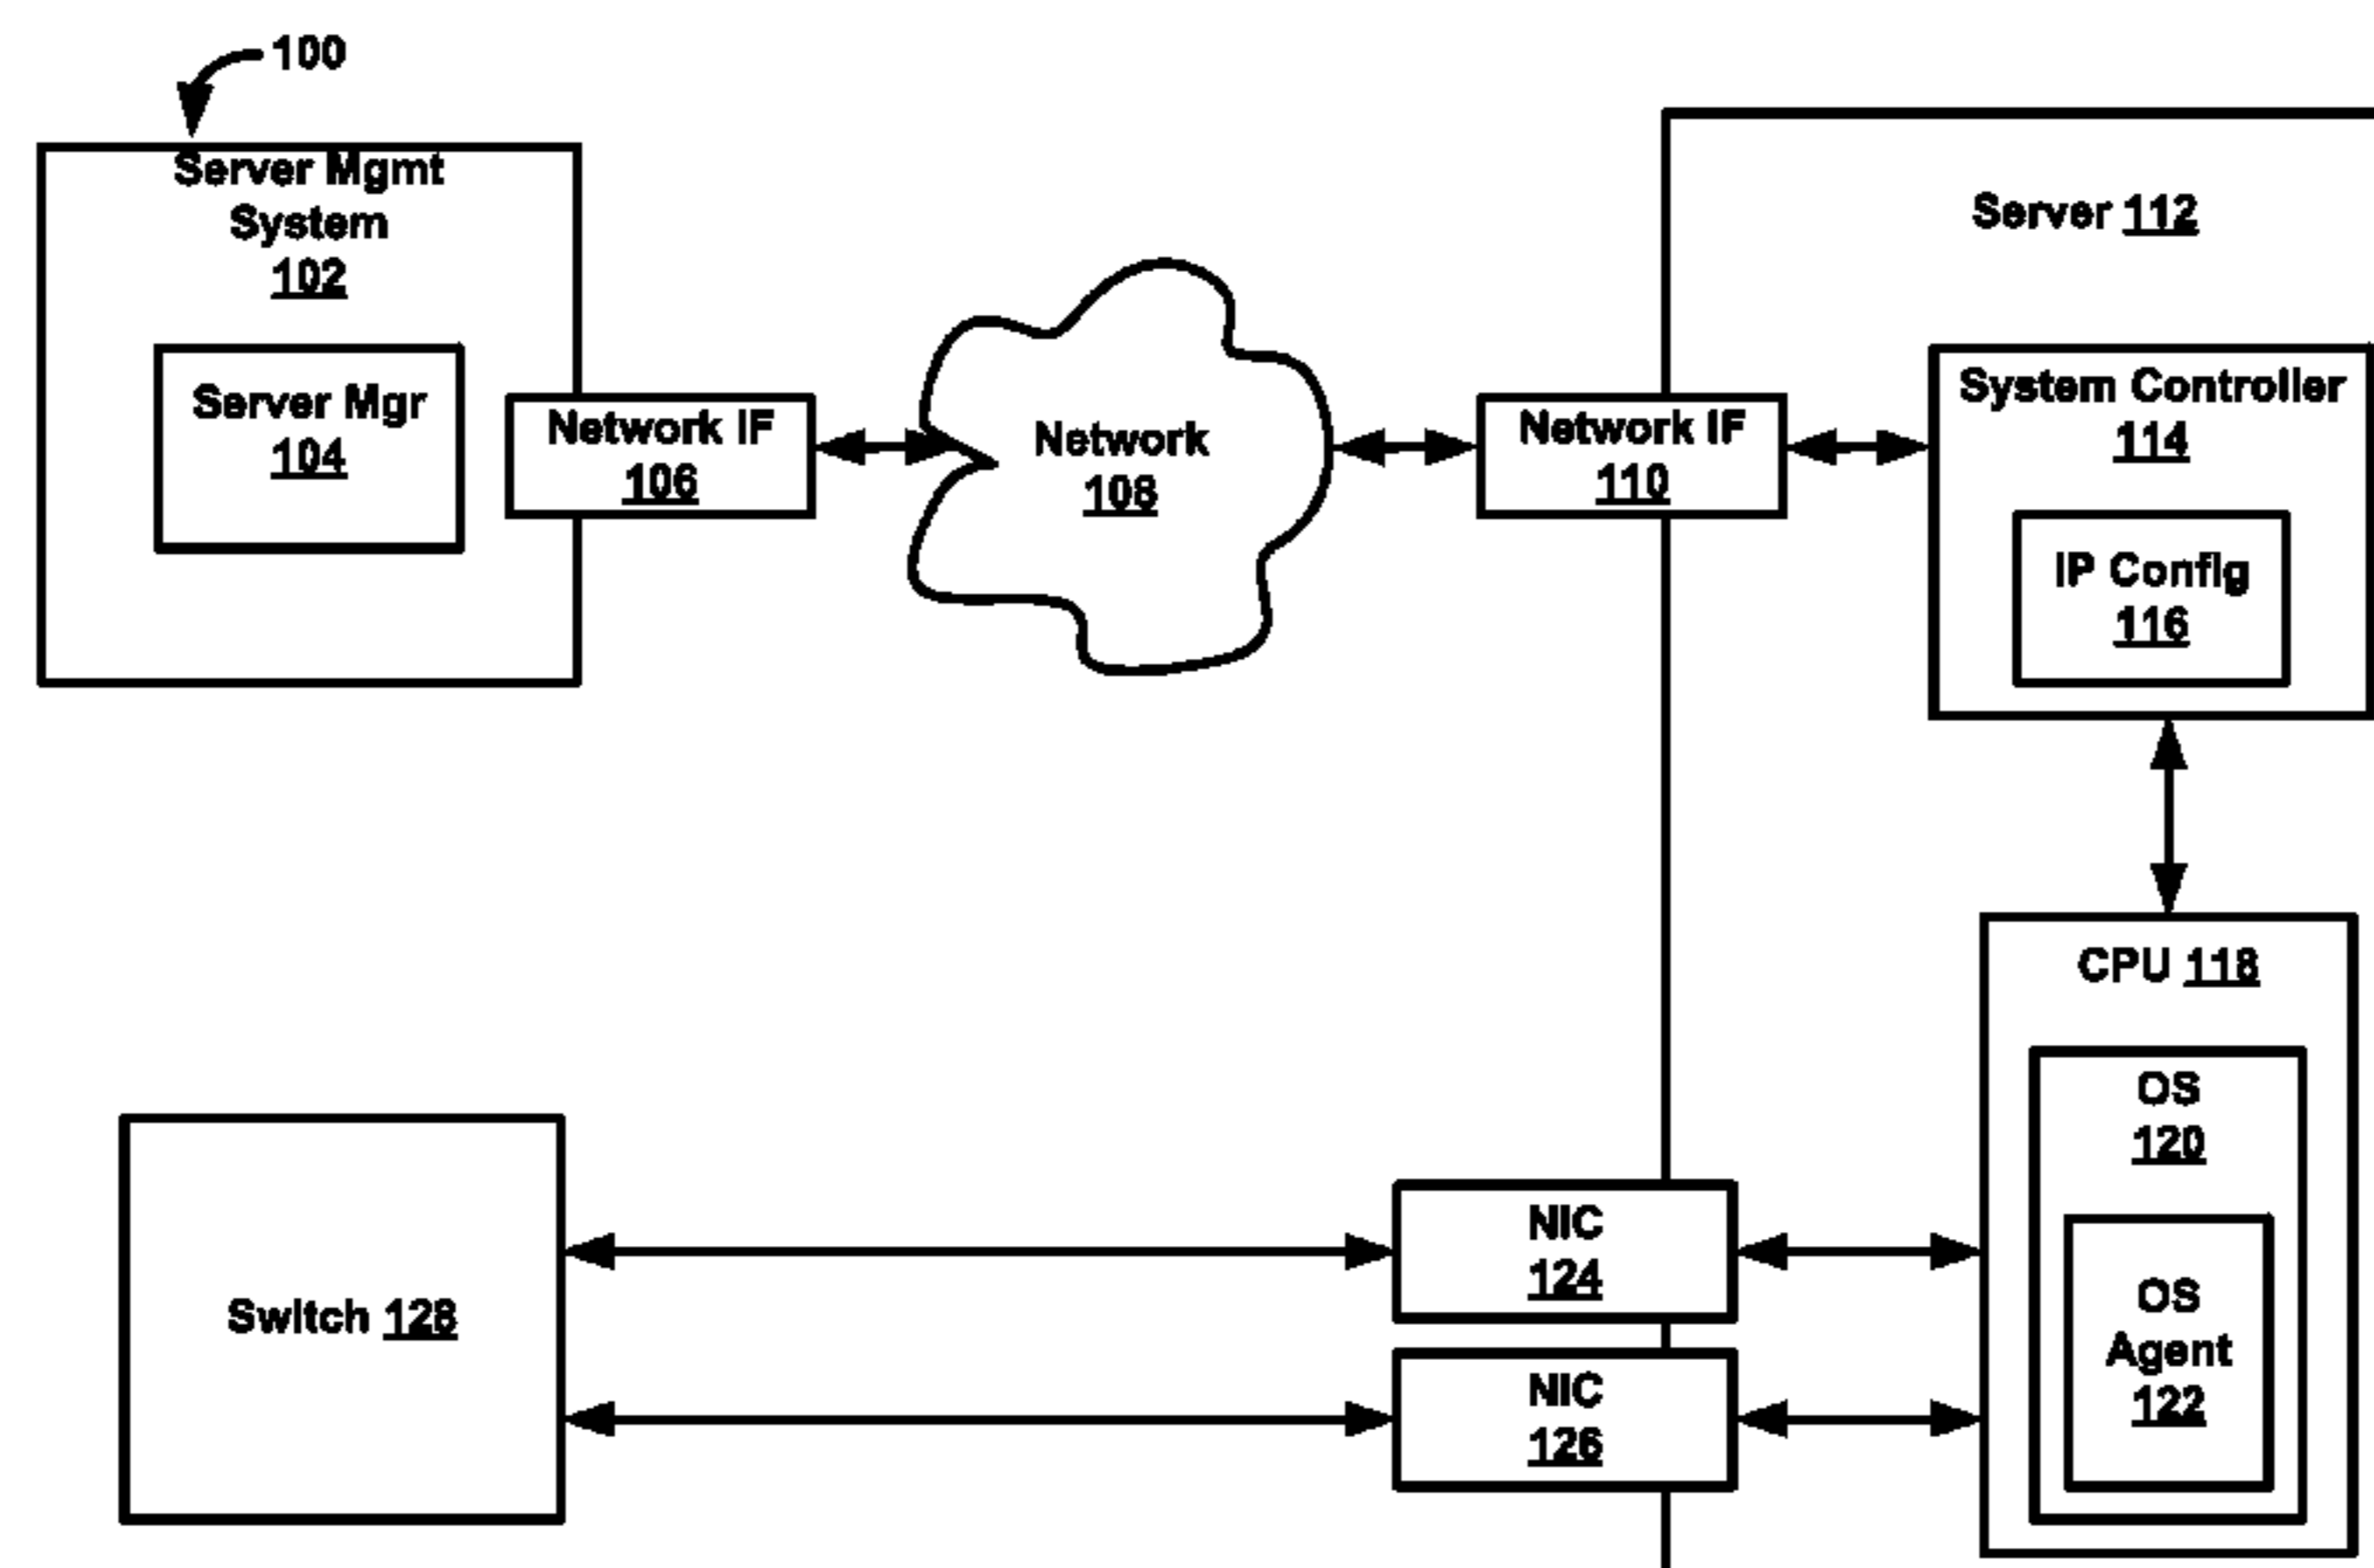 100
Server Mgmt
System
102
Server Mgr
104
Network IF
106
Network
108
Network IF
110
Server 112
System Controller
114
IP Config
116
CPU 118
OS
120
OS
Agent
122
NIC
124
NIC
126
Switch 128